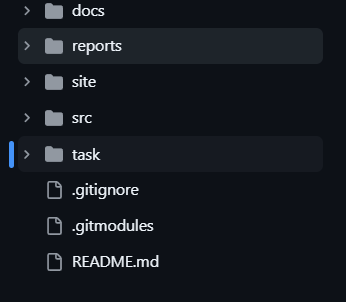 docs
reports
site
src
task
.gitignore
.gitmodules
README.md